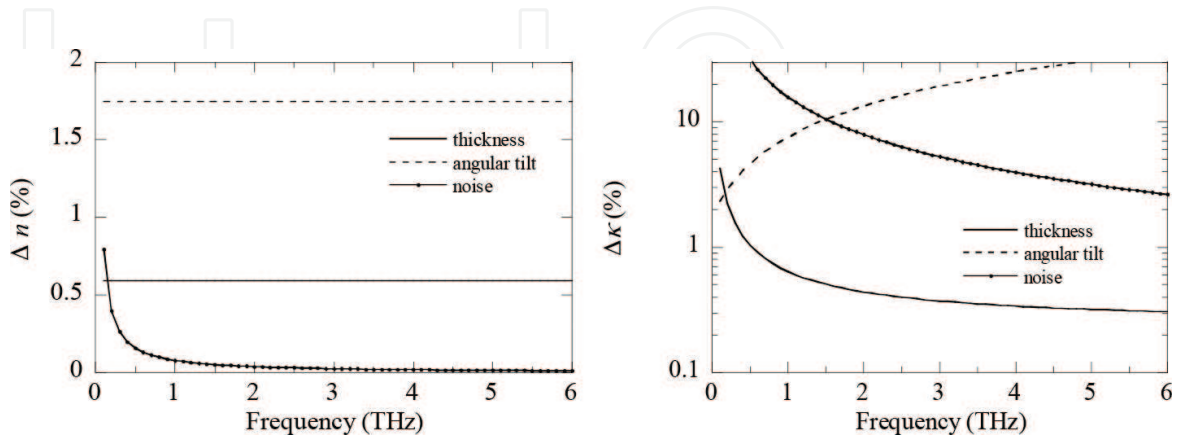 2
1.5
1
0.5
0
Δ n (%)
thickness
angular tilt
noise
0 1 2 3 4 5 6
Frequency (THz)
10
1
0.1
Δκ (%)
thickness
angular tilt
noise
0 1 2 3 4 5 6
Frequency (THz)